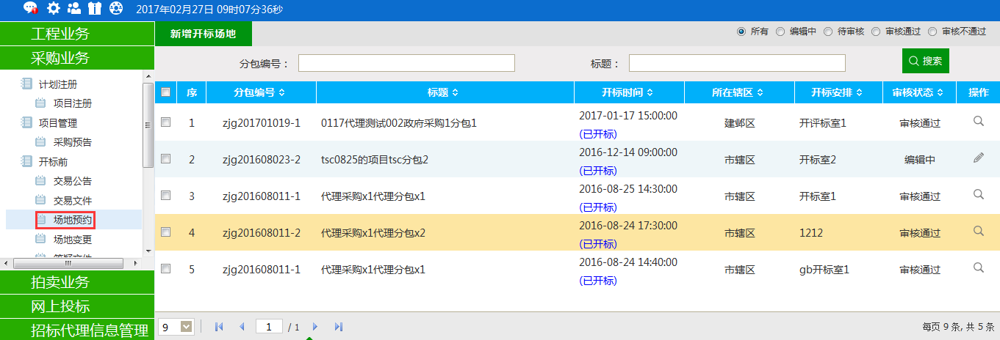 2017年02月27日 09时07分36秒
工程业务
采购业务
计划注册
项目注册
项目管理
采购预告
开标前
交易公告
交易文件
场地预约
场地变更
答疑文件
拍卖业务
网上投标
招标代理信息管理
新增开标场地
所有 编辑中 待审核 审核通过 审核不通过
分包编号： 标题： 搜索
序 分包编号 标题 开标时间 所在辖区 开标安排 审核状态 操作
1 zjg201701019-1 0117代理测试002政府采购1分包1 2017-01-17 15:00:00 建邺区 开评标室1 审核通过
(已开标)
2 zjg201608023-2 tsc0825的项目tsc分包2 2016-12-14 09:00:00 市辖区 开标室2 编辑中
(已开标)
3 zjg201608011-1 代理采购x1代理分包x1 2016-08-25 14:30:00 市辖区 开标室1 审核通过
(已开标)
4 zjg201608011-2 代理采购x1代理分包x2 2016-08-24 17:30:00 市辖区 1212 审核通过
(已开标)
5 zjg201608011-1 代理采购x1代理分包x1 2016-08-24 14:40:00 市辖区 gb开标室1 审核通过
(已开标)
9 1 / 1 每页 9 条, 共 5 条